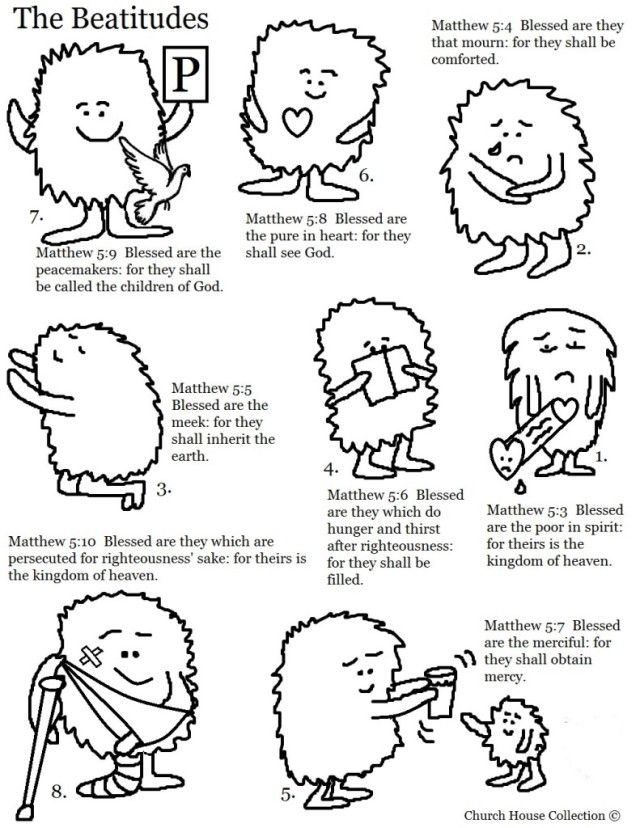 The Beatitudes
P
Matthew 5:4  Blessed are they
that mourn: for they shall be
comforted.
7.
6.
2.
Matthew 5:9  Blessed are the
peacemakers: for they shall
be called the children of God.
Matthew 5:8  Blessed are
the pure in heart: for they
shall see God.
Matthew 5:5
Blessed are the
meek: for they
shall inherit the
earth.
3.
4.
1.
Matthew 5:6  Blessed
are they which do
hunger and thirst
after righteousness:
for they shall be
filled.
Matthew 5:3  Blessed
are the poor in spirit:
for theirs is the
kingdom of heaven.
Matthew 5:10  Blessed are they which are
persecuted for righteousness' sake: for theirs is
the kingdom of heaven.
Matthew 5:7  Blessed
are the merciful: for
they shall obtain
mercy.
8.
5.
Church House Collection ©